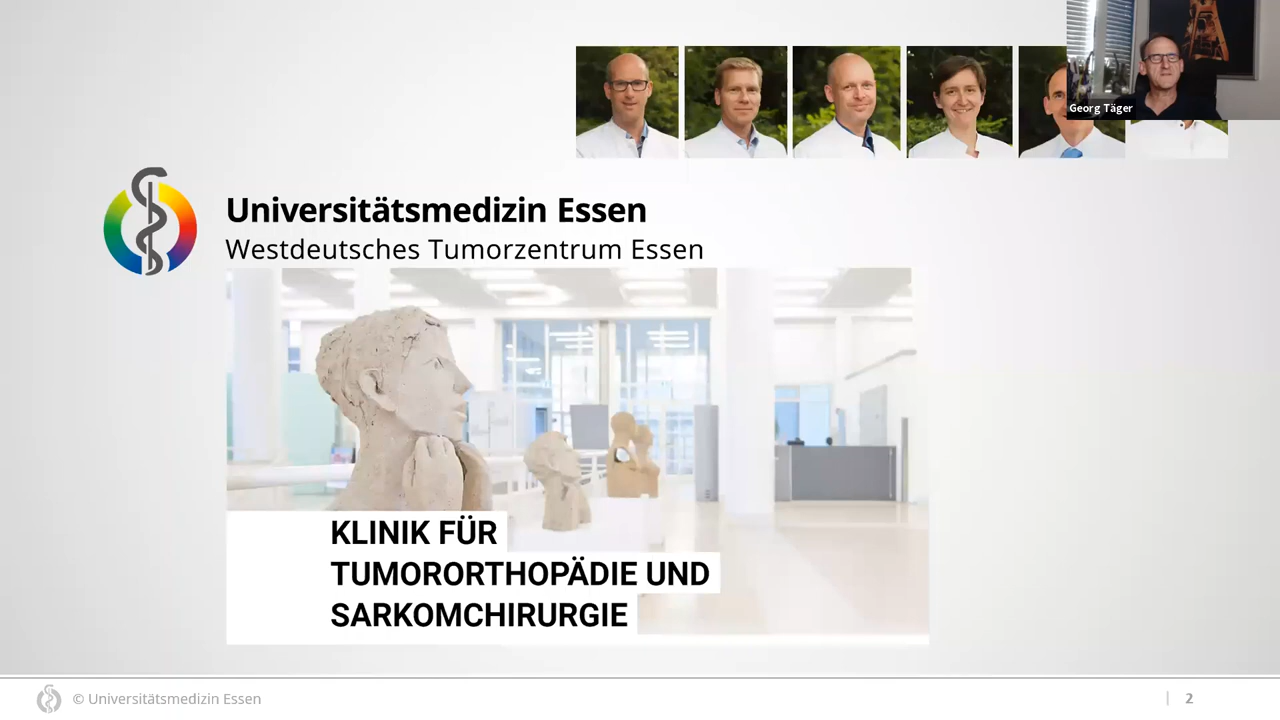 Georg Täger
Universitätsmedizin Essen
Westdeutsches Tumorzentrum Essen
KLINIK FÜR
TUMORORTHOPÄDIE UND
SARKOMCHIRURGIE
© Universitätsmedizin Essen
2